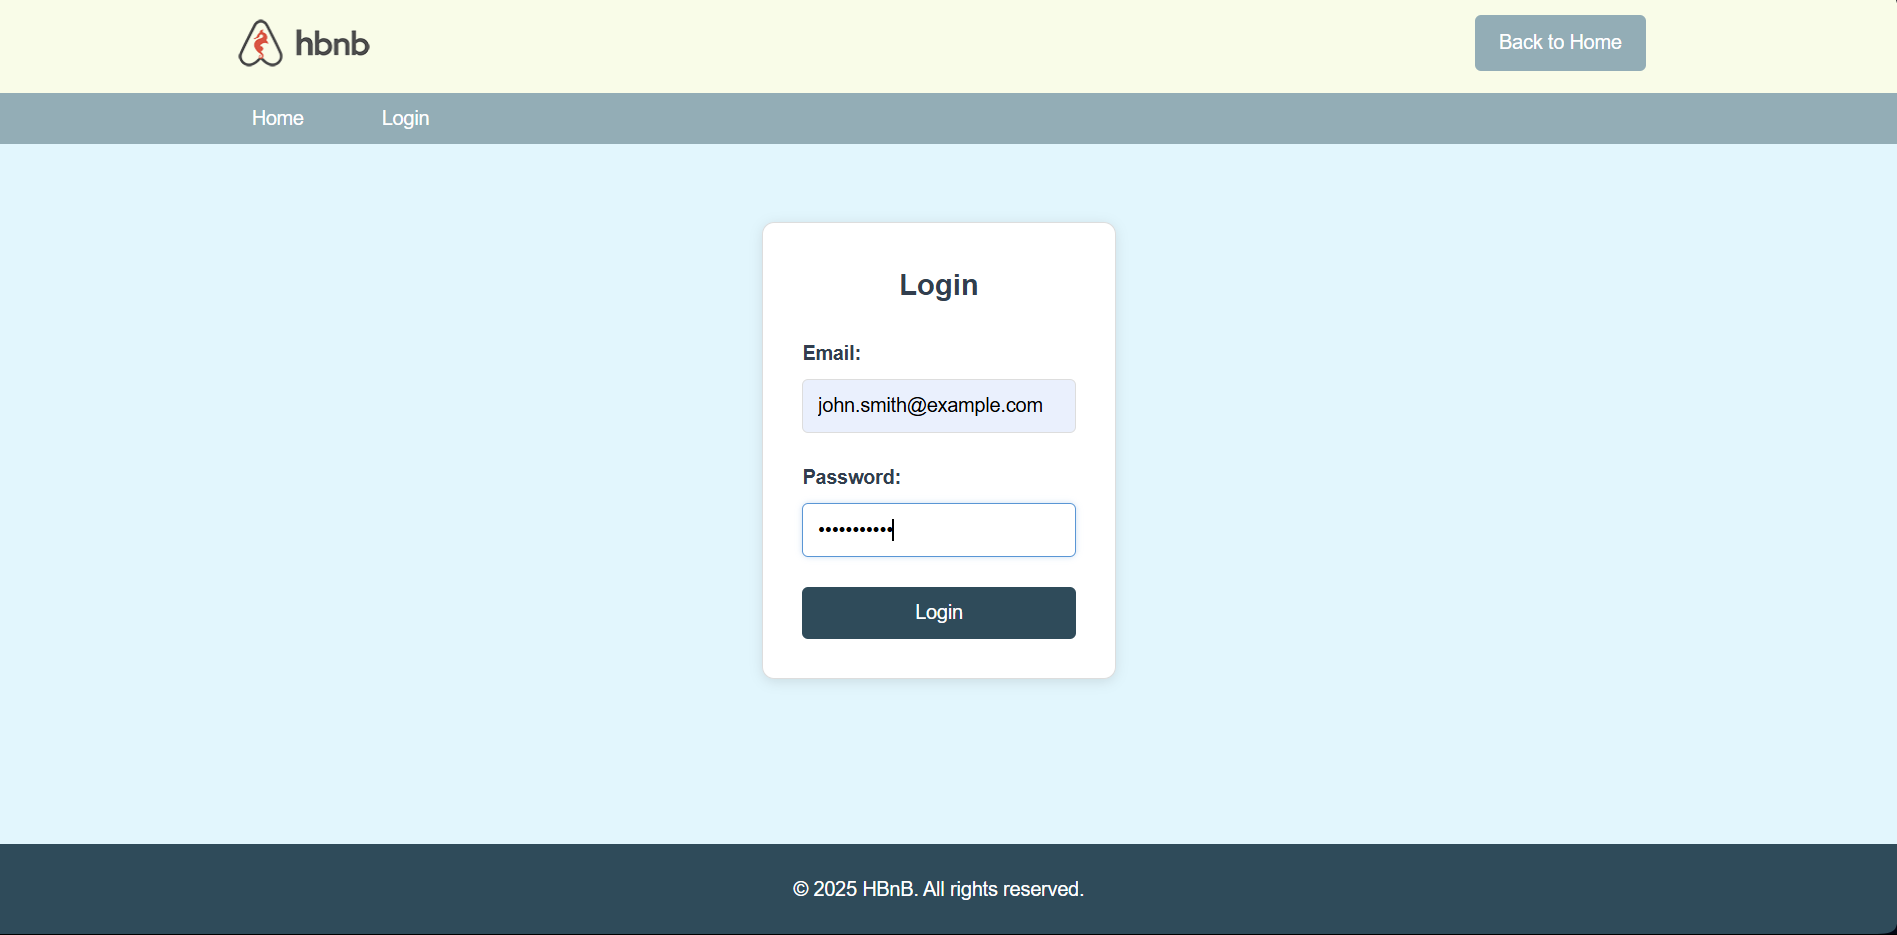 hbnb
Back to Home
Home
Login
Login
Email:
john.smith@example.com
Password:
•••••••••••
Login
© 2025 HBnB. All rights reserved.